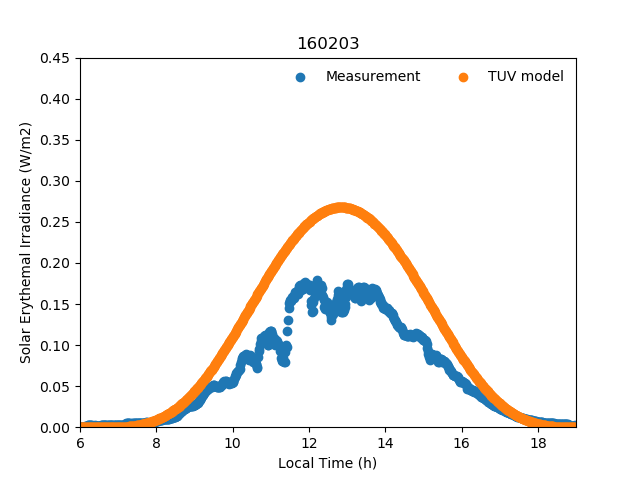 160203
Solar Erythemal Irradiance (W/m2)
0.45
0.40
0.35
0.30
0.25
0.20
0.15
0.10
0.05
0.00
Measurement TUV model
6 8 10 12 14 16 18
Local Time (h)